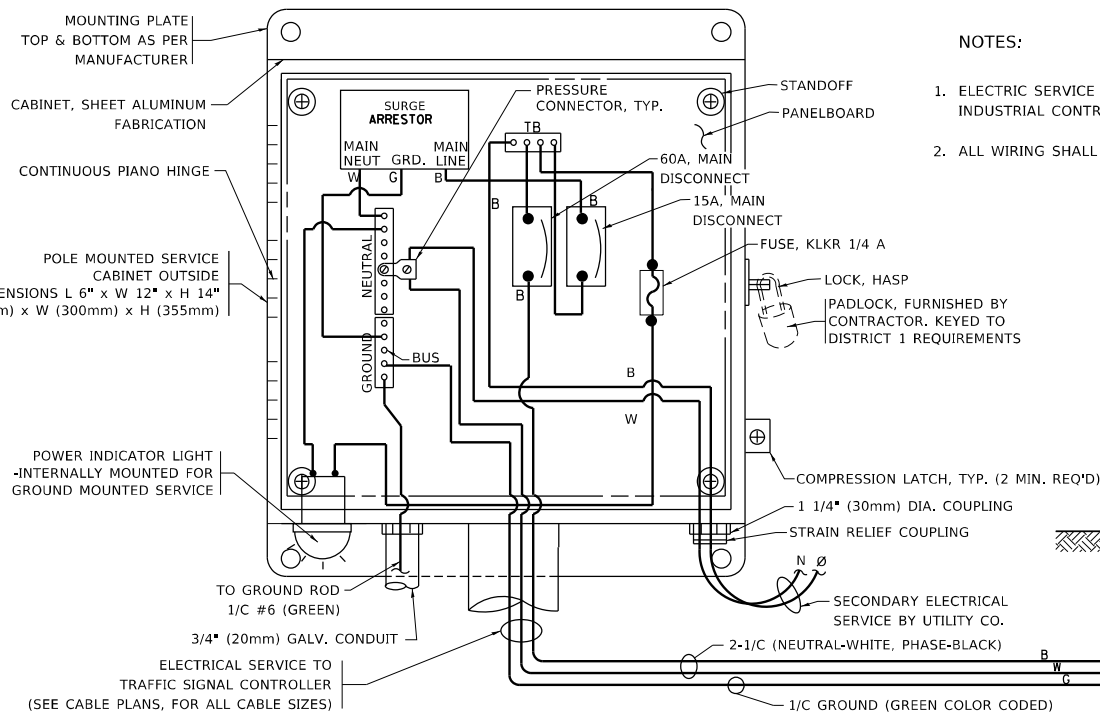 MOUNTING PLATE
TOP & BOTTOM AS PER
MANUFACTURER
CABINET, SHEET ALUMINUM
FABRICATION
CONTINUOUS PIANO HINGE
POLE MOUNTED SERVICE
CABINET OUTSIDE
ENSIONS L 6" x W 12" x H 14"
m) x W (300mm) x H (355mm)
POWER INDICATOR LIGHT
-INTERNALLY MOUNTED FOR
GROUND MOUNTED SERVICE
SURGE
ARRESTOR
MAIN
NEUT
GRD.
MAIN
LINE
W
G
B
PRESSURE
CONNECTOR, TYP.
TB
60A, MAIN
DISCONNECT
15A, MAIN
DISCONNECT
B
B
B
NEUTRAL
GROUND
BUS
FUSE, KLKR 1/4 A
B
W
STANDOFF
PANELBOARD
LOCK, HASP
PADLOCK, FURNISHED BY
CONTRACTOR. KEYED TO
DISTRICT 1 REQUIREMENTS
COMPRESSION LATCH, TYP. (2 MIN. REQ'D)
1 1/4" (30mm) DIA. COUPLING
STRAIN RELIEF COUPLING
N Ø
SECONDARY ELECTRICAL
SERVICE BY UTILITY CO.
TO GROUND ROD
1/C #6 (GREEN)
3/4" (20mm) GALV. CONDUIT
ELECTRICAL SERVICE TO
TRAFFIC SIGNAL CONTROLLER
(SEE CABLE PLANS, FOR ALL CABLE SIZES)
2-1/C (NEUTRAL-WHITE, PHASE-BLACK)
B
W
G
1/C GROUND (GREEN COLOR CODED)
NOTES:
1. ELECTRIC SERVICE
INDUSTRIAL CONTR
2. ALL WIRING SHALL